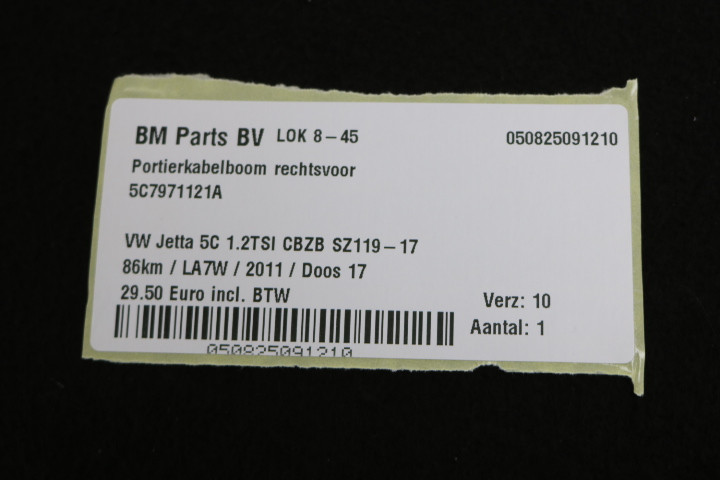 BM Parts BV LOK 8-45 050825091210
Portierkabelboom rechtsvoor
5C7971121A
VW Jetta 5C 1.2TSI CBZB SZ119-17
86km / LA7W / 2011 / Doos 17
29.50 Euro incl. BTW
Verz: 10
Aantal: 1
050825091210